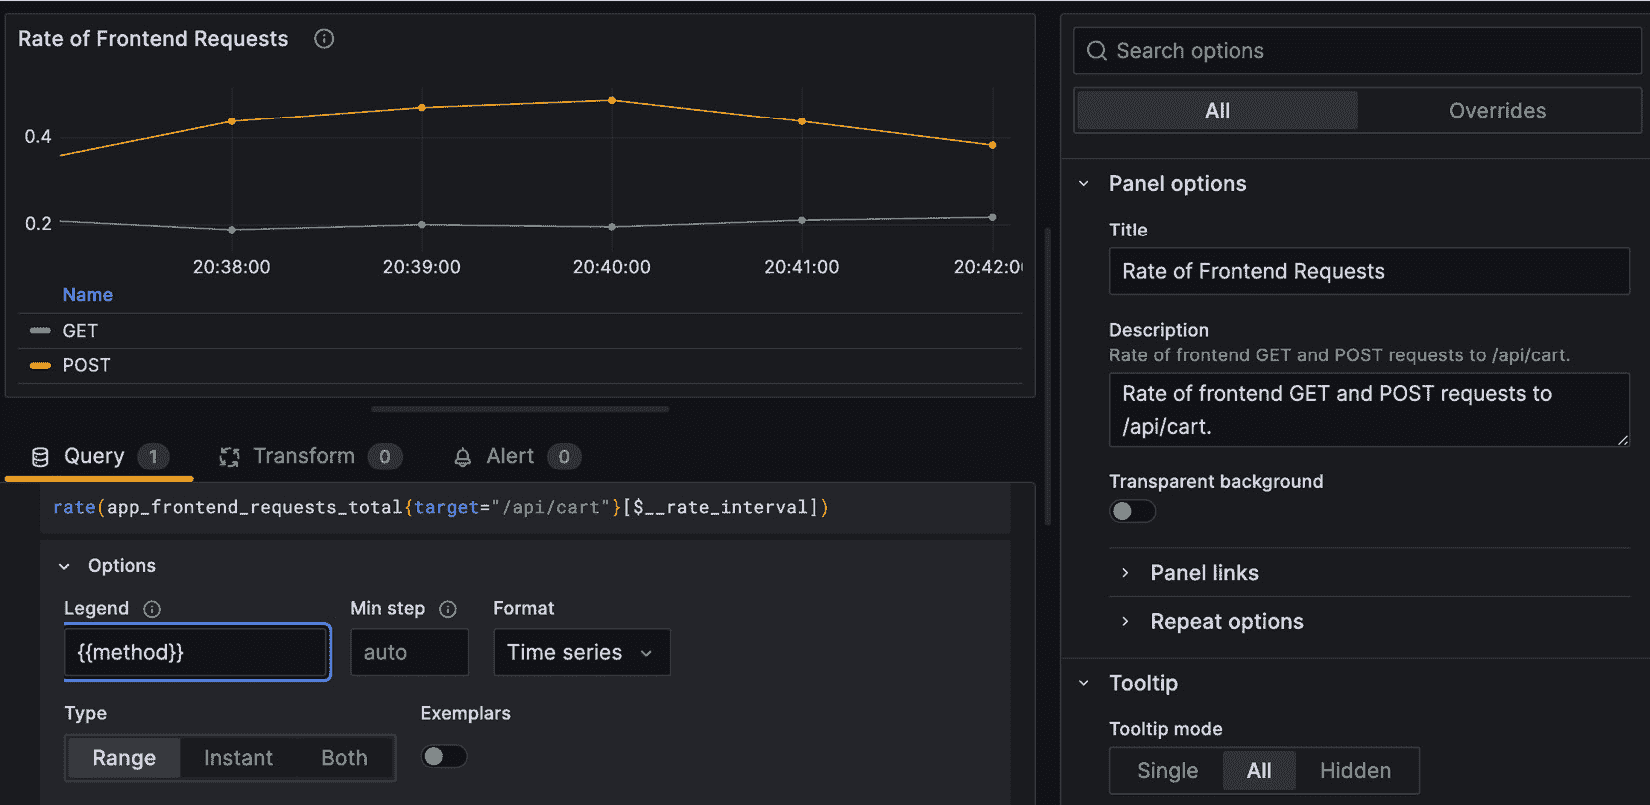 Rate of Frontend Requests
0.4
0.2
20:38:00 20:39:00 20:40:00 20:41:00 20:42:00
Name
GET
POST
Query 1 Transform 0 Alert 0
rate(app_frontend_requests_total{target="/api/cart"}[$__rate_interval])
Options
Legend Min step Format
{{method}} auto Time series
Type Exemplars
Range Instant Both
Search options
All Overrides
Panel options
Title
Rate of Frontend Requests
Description
Rate of frontend GET and POST requests to /api/cart.
Rate of frontend GET and POST requests to
/api/cart.
Transparent background
Panel links
Repeat options
Tooltip
Tooltip mode
Single All Hidden